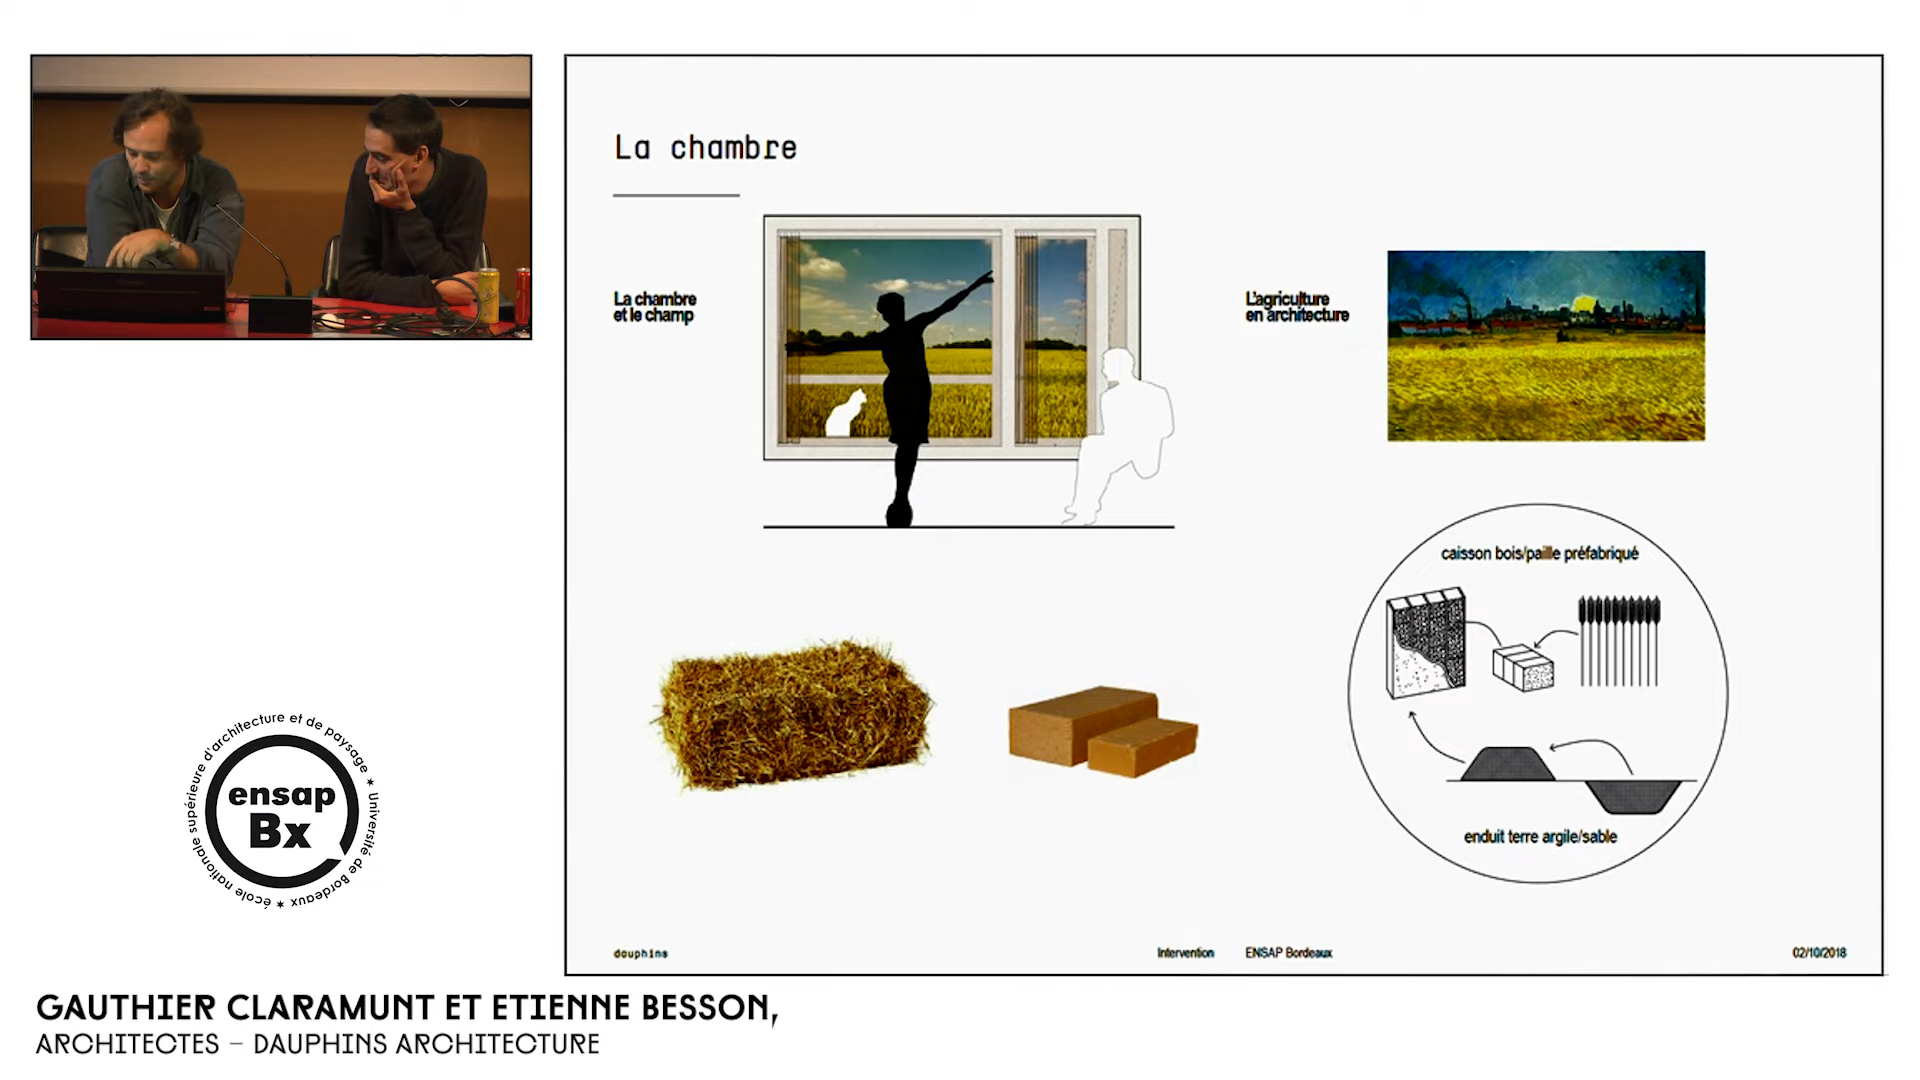 La chambre
La chambre
et le champ
L'agriculture
en architecture
caisson bois/paille préfabriqué
enduit terre argile/sable
dauphins
Intervention
ENSAP Bordeaux
02/10/2018
école nationale supérieure d'architecture et de paysage ★ Université de Bordeaux ★
ensap
Bx
GAUTHIER CLARAMUNT ET ETIENNE BESSON,
ARCHITECTES – DAUPHINS ARCHITECTURE